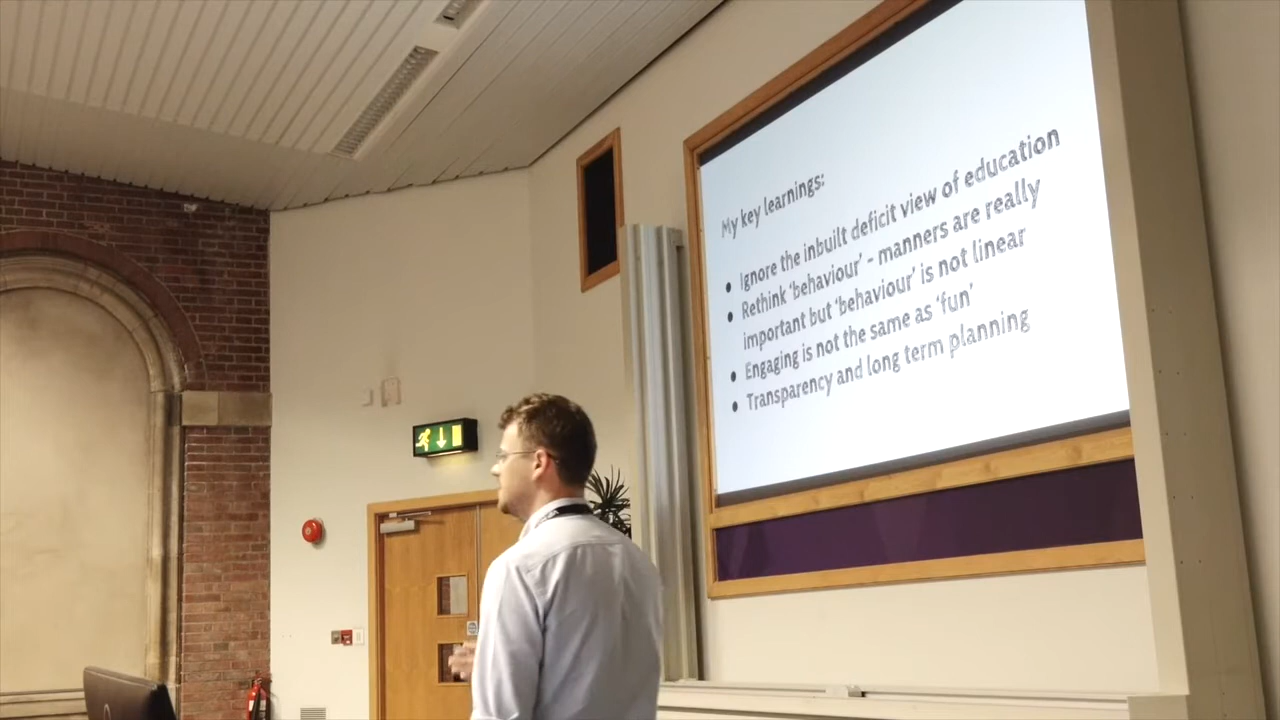 My key learnings:
● Ignore the inbuilt deficit view of education
● Rethink 'behaviour' - manners are really
important but 'behaviour' is not linear
● Engaging is not the same as 'fun'
● Transparency and long term planning